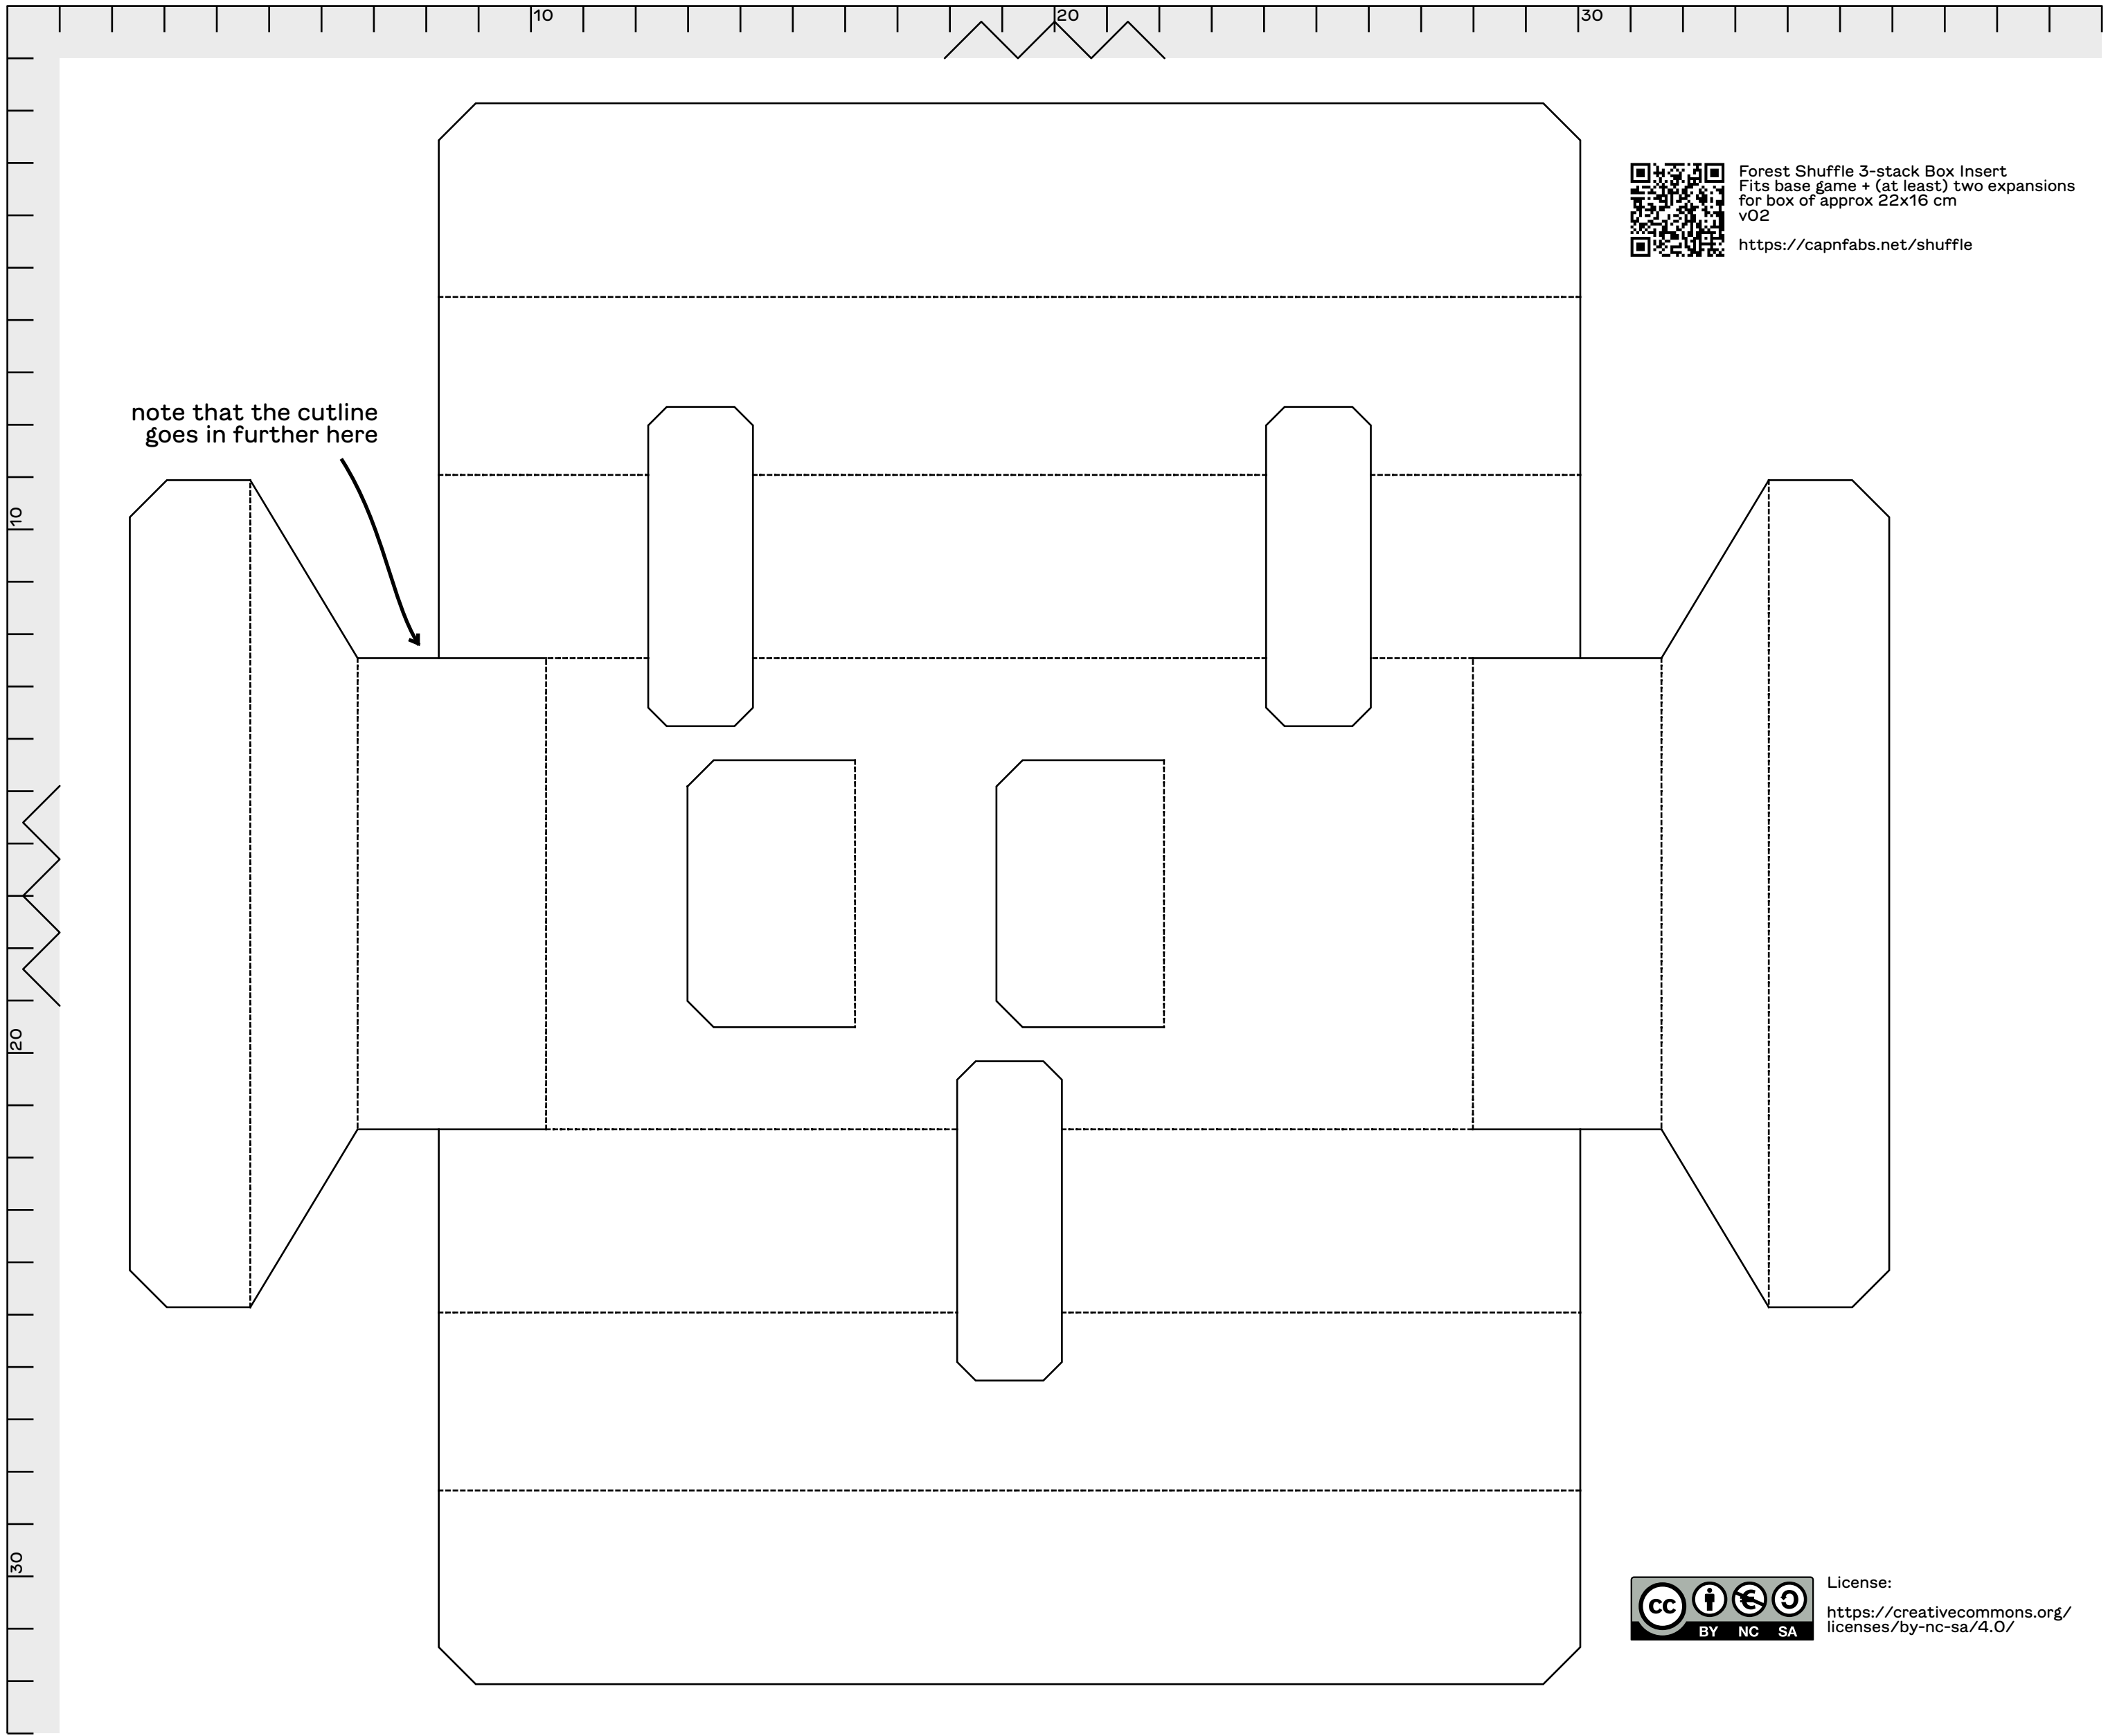 10
20
30
Forest Shuffle 3-stack Box Insert
Fits base game + (at least) two expansions
for box of approx 22x16 cm
v02
https://capnfabs.net/shuffle
note that the cutline
goes in further here
10
20
30
License:
https://creativecommons.org/
licenses/by-nc-sa/4.0/
cc
BY NC SA